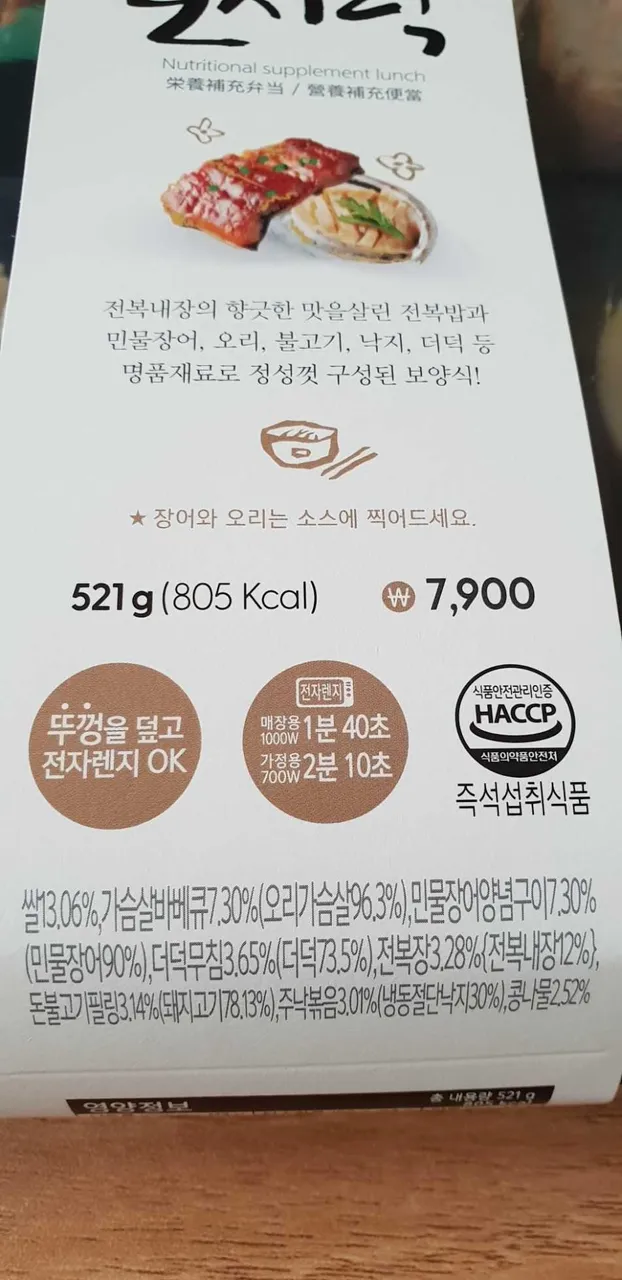 Nutritional supplement lunch
栄養補充弁当 / 營養補充便當
전복내장의 향긋한 맛을살린 전복밥과
민물장어, 오리, 불고기, 낙지, 더덕 등
명품재료로 정성껏 구성된 보양식!
★ 장어와 오리는 소스에 찍어드세요.
521g (805 Kcal) ₩ 7,900
뚜껑을 덮고
전자렌지 OK
전자렌지
매장용 1000W 1분 40초
가정용 700W 2분 10초
식품안전관리인증
HACCP
식품의약품안전처
즉석섭취식품
쌀13.06%,가슴살바베큐7.30%(오리가슴살96.3%),민물장어양념구이7.30%
(민물장어90%),더덕무침3.65%(더덕73.5%),전복장3.28%{전복내장12%},
돈불고기필링3.14%(돼지고기78.13%),주낙볶음3.01%(냉동절단낙지30%),콩나물2.52%
영양정보 총 내용량 521 g